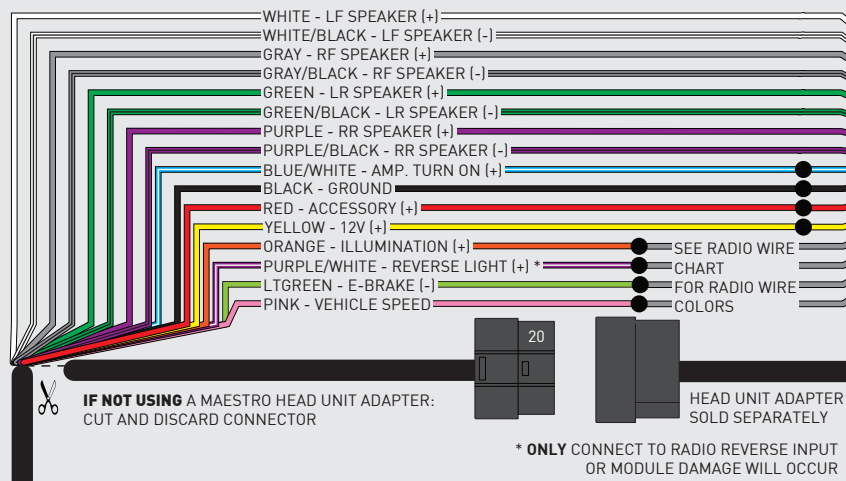 WHITE - LF SPEAKER (+)
WHITE/BLACK - LF SPEAKER (-)
GRAY - RF SPEAKER (+)
GRAY/BLACK - RF SPEAKER (-)
GREEN - LR SPEAKER (+)
GREEN/BLACK - LR SPEAKER (-)
PURPLE - RR SPEAKER (+)
PURPLE/BLACK - RR SPEAKER (-)
BLUE/WHITE - AMP. TURN ON (+)
BLACK - GROUND
RED - ACCESSORY (+)
YELLOW - 12V (+)
ORANGE - ILLUMINATION (+)
PURPLE/WHITE - REVERSE LIGHT (+) *
LTGREEN - E-BRAKE (-)
PINK - VEHICLE SPEED
SEE RADIO WIRE
CHART
FOR RADIO WIRE
COLORS
20
IF NOT USING A MAESTRO HEAD UNIT ADAPTER:
CUT AND DISCARD CONNECTOR
HEAD UNIT ADAPTER
SOLD SEPARATELY
* ONLY CONNECT TO RADIO REVERSE INPUT
OR MODULE DAMAGE WILL OCCUR